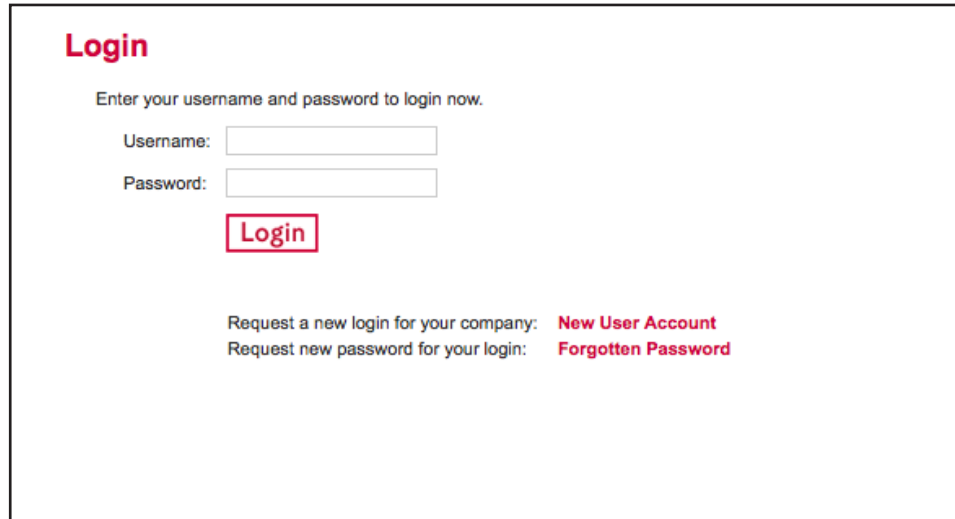 Login
Enter your username and password to login now.
Username:
Password:
Login
Request a new login for your company: New User Account
Request new password for your login: Forgotten Password